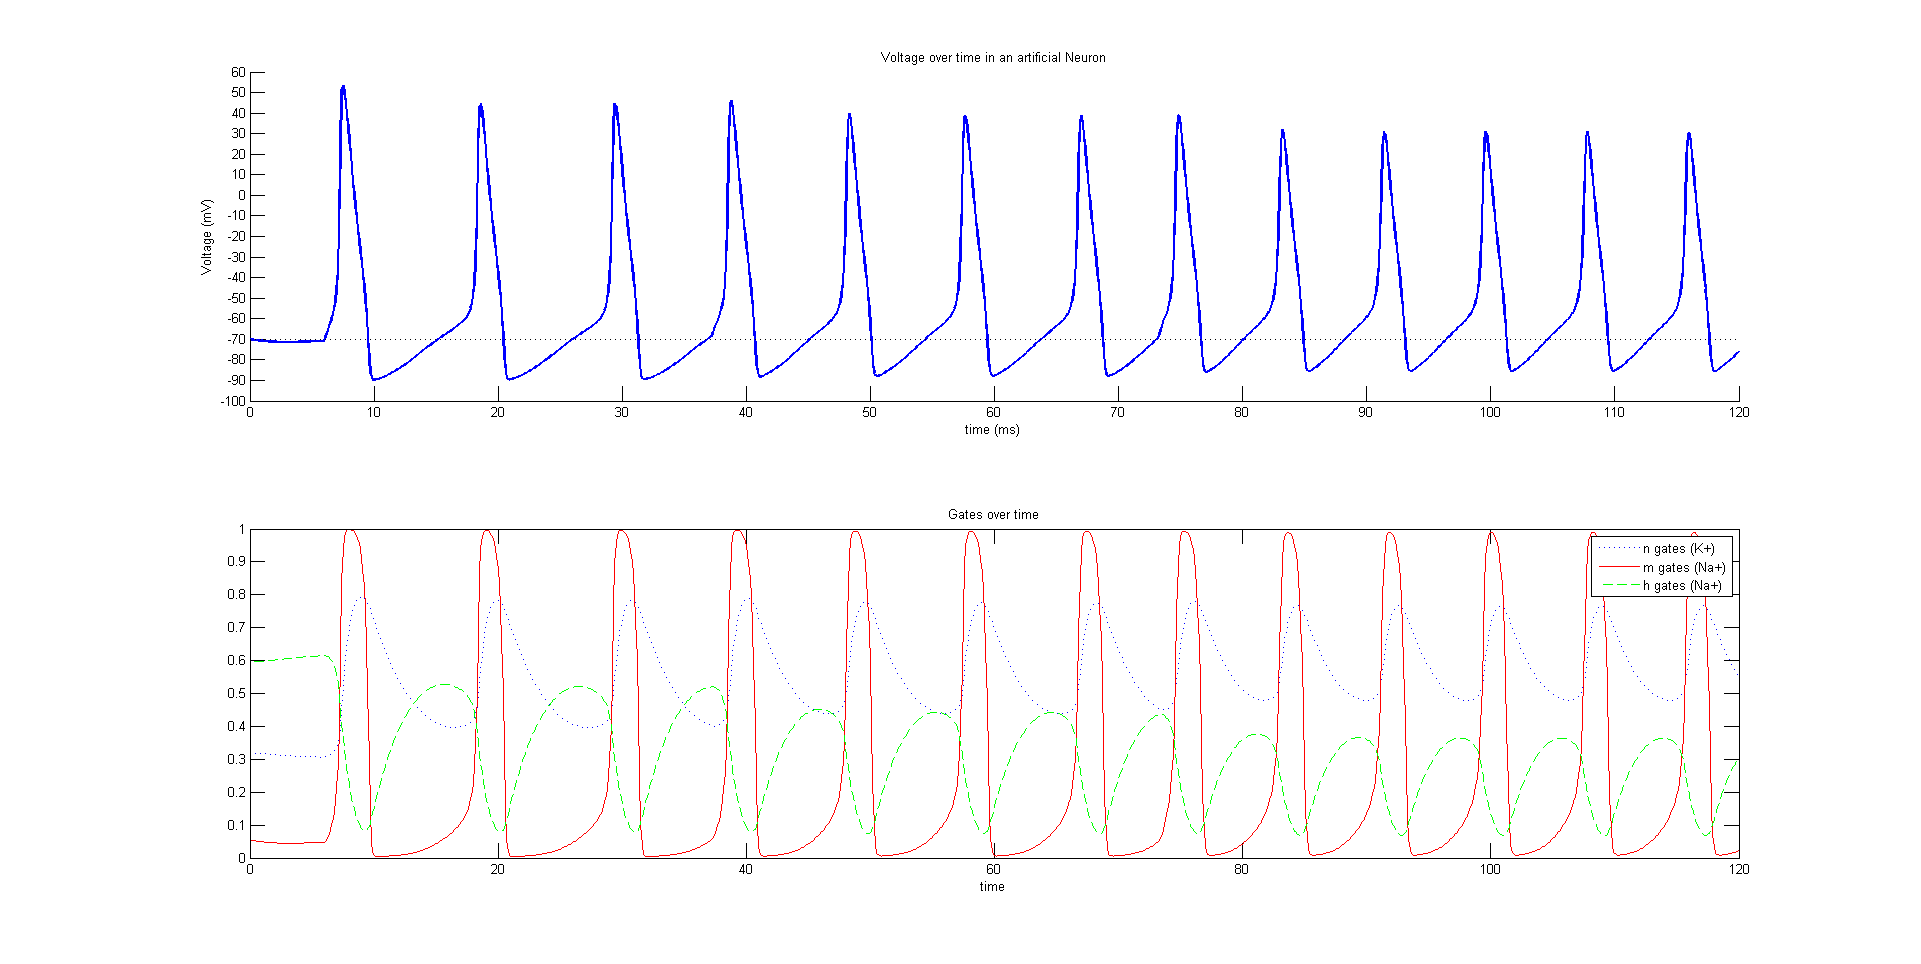 Voltage over time in an artificial Neuron
60
50
40
30
20
10
0
-10
-20
-30
-40
-50
-60
-70
-80
-90
-100
Voltage (mV)
0 10 20 30 40 50 60 70 80 90 100 110 120
time (ms)
Gates over time
1
0.9
0.8
0.7
0.6
0.5
0.4
0.3
0.2
0.1
0
n gates (K+)
m gates (Na+)
h gates (Na+)
0 20 40 60 80 100 120
time